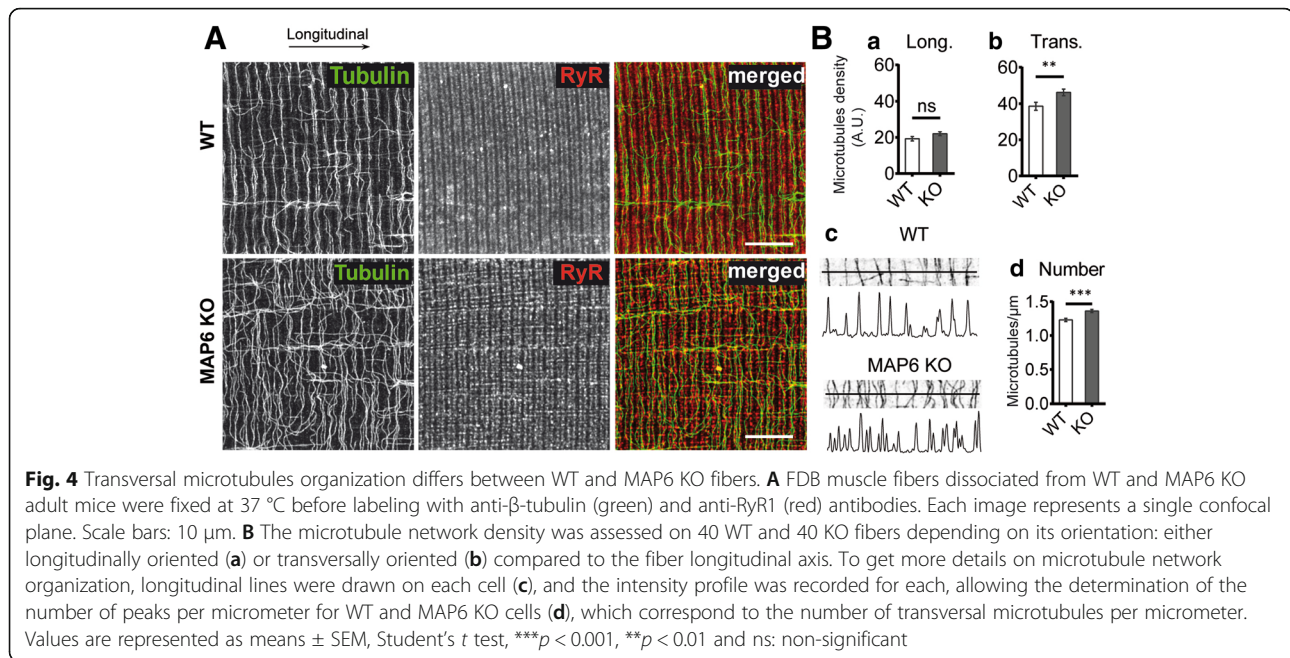 A
Longitudinal
Tubulin
RyR
merged
WT
Tubulin
RyR
merged
MAP6 KO
B
a Long.
Microtubules density
(A.U.)
60
40
20
0
ns
WT
KO
b Trans.
60
40
20
0
**
WT
KO
c
WT
MAP6 KO
d Number
Microtubules/µm
1.5
1.0
0.5
0.0
***
WT
KO
Fig. 4 Transversal microtubules organization differs between WT and MAP6 KO fibers. A FDB muscle fibers dissociated from WT and MAP6 KO
adult mice were fixed at 37 °C before labeling with anti-β-tubulin (green) and anti-RyR1 (red) antibodies. Each image represents a single confocal
plane. Scale bars: 10 µm. B The microtubule network density was assessed on 40 WT and 40 KO fibers depending on its orientation: either
longitudinally oriented (a) or transversally oriented (b) compared to the fiber longitudinal axis. To get more details on microtubule network
organization, longitudinal lines were drawn on each cell (c), and the intensity profile was recorded for each, allowing the determination of the
number of peaks per micrometer for WT and MAP6 KO cells (d), which correspond to the number of transversal microtubules per micrometer.
Values are represented as means ± SEM, Student's t test, ***p < 0.001, **p < 0.01 and ns: non-significant